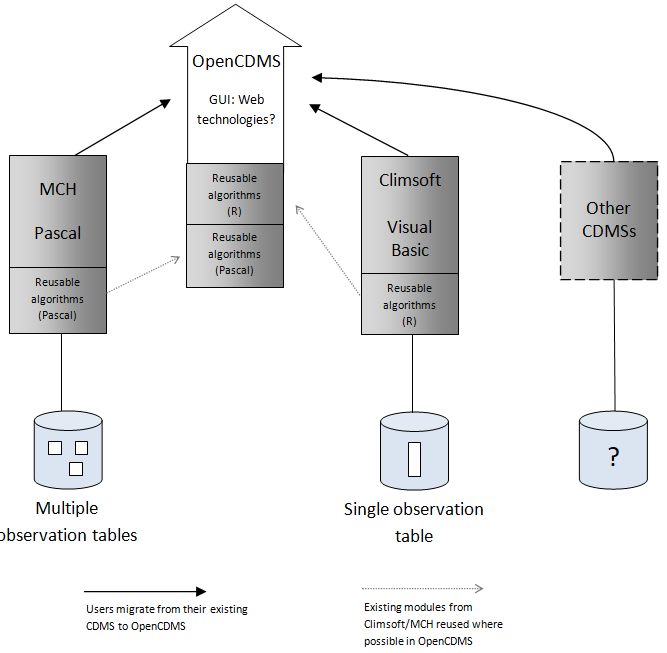 OpenCDMS
GUI: Web
technologies?
MCH
Pascal
Reusable
algorithms
(R)
Reusable
algorithms
(Pascal)
Climsoft
Visual
Basic
Other
CDMSs
Reusable
algorithms
(Pascal)
Reusable
algorithms
(R)
?
Multiple
observation tables
Single observation
table
Users migrate from their existing
CDMS to OpenCDMS
Existing modules from
Climsoft/MCH reused where
possible in OpenCDMS